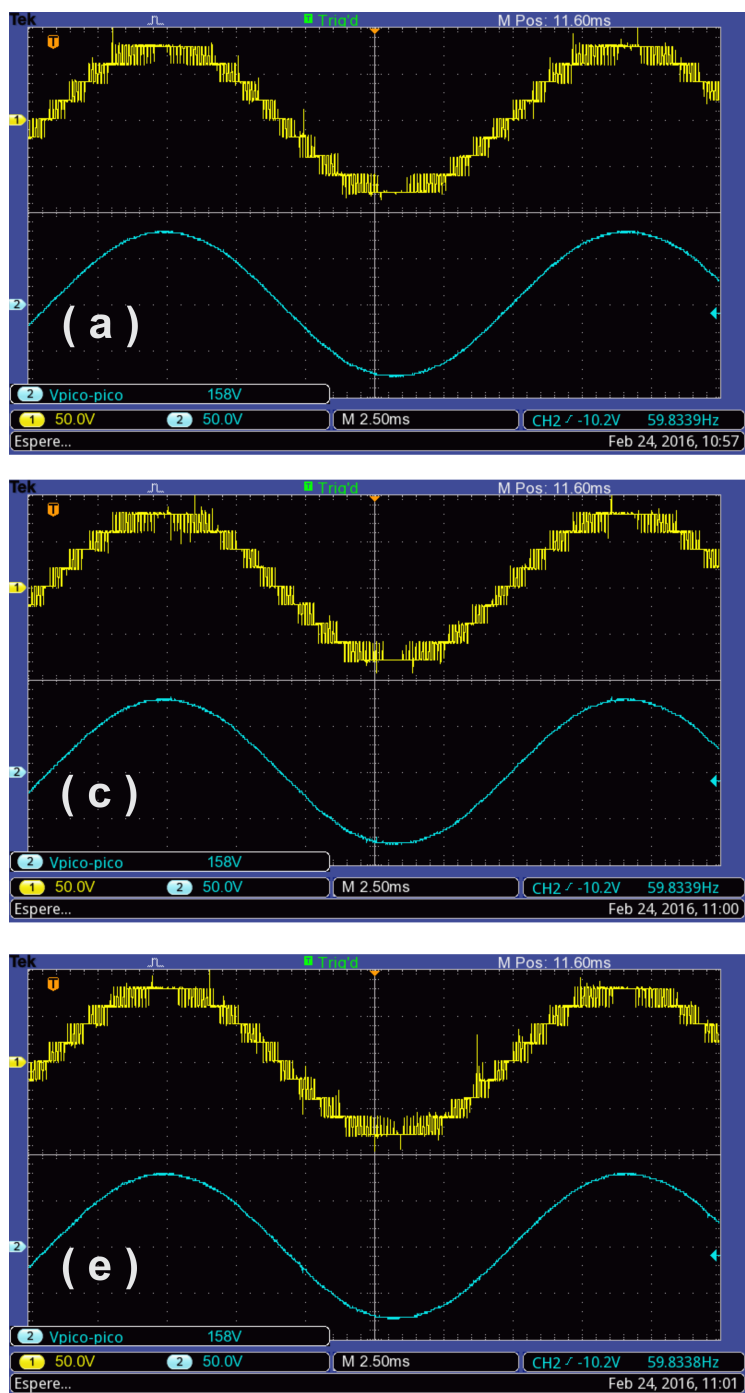 Tek T Trig'd M Pos: 11.60ms
T
1
2
( a )
2 Vpico-pico 158V
1 50.0V 2 50.0V M 2.50ms CH2 -10.2V 59.8339Hz
Espere... Feb 24, 2016, 10:57
Tek T Trig'd M Pos: 11.60ms
T
1
2
( c )
2 Vpico-pico 158V
1 50.0V 2 50.0V M 2.50ms CH2 -10.2V 59.8339Hz
Espere... Feb 24, 2016, 11:00
Tek T Trig'd M Pos: 11.60ms
T
1
2
( e )
2 Vpico-pico 158V
1 50.0V 2 50.0V M 2.50ms CH2 -10.2V 59.8338Hz
Espere... Feb 24, 2016, 11:01